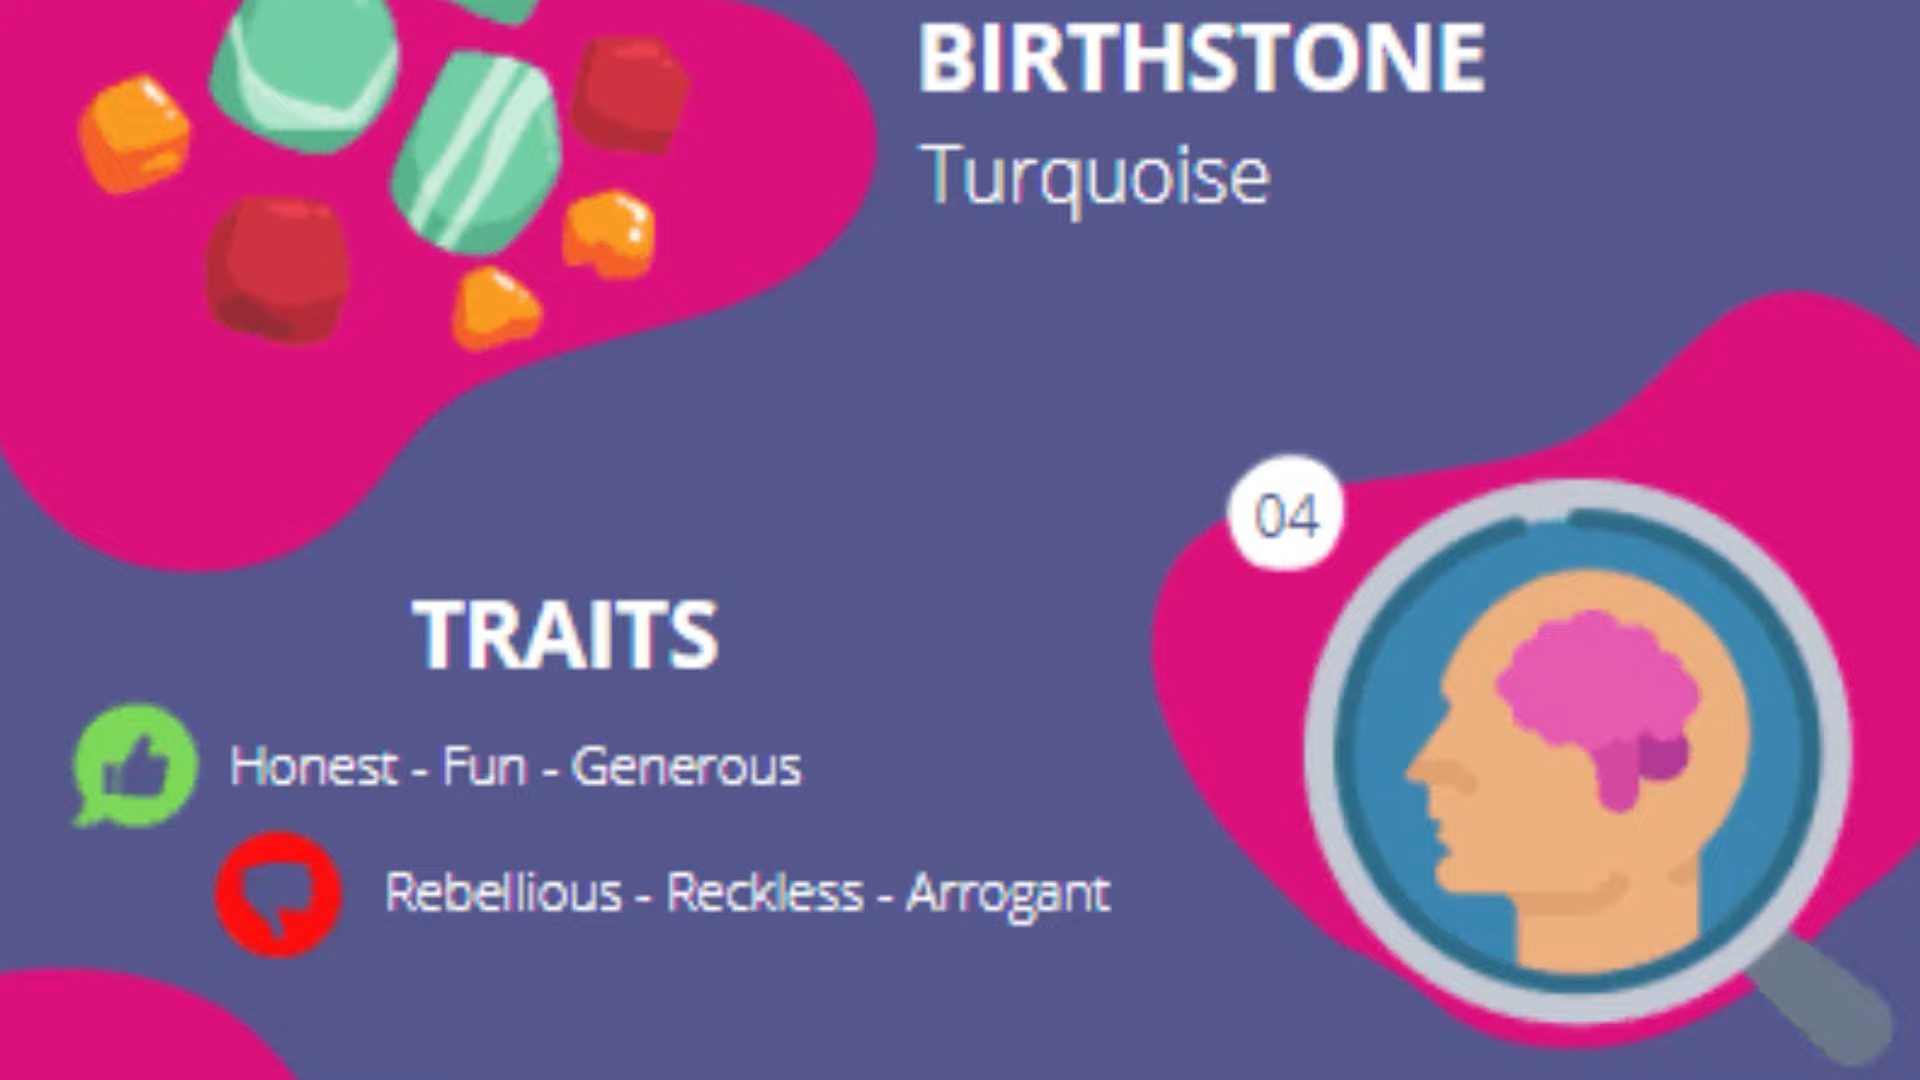 BIRTHSTONE
Turquoise
04
TRAITS
Honest - Fun - Generous
Rebellious - Reckless - Arrogant